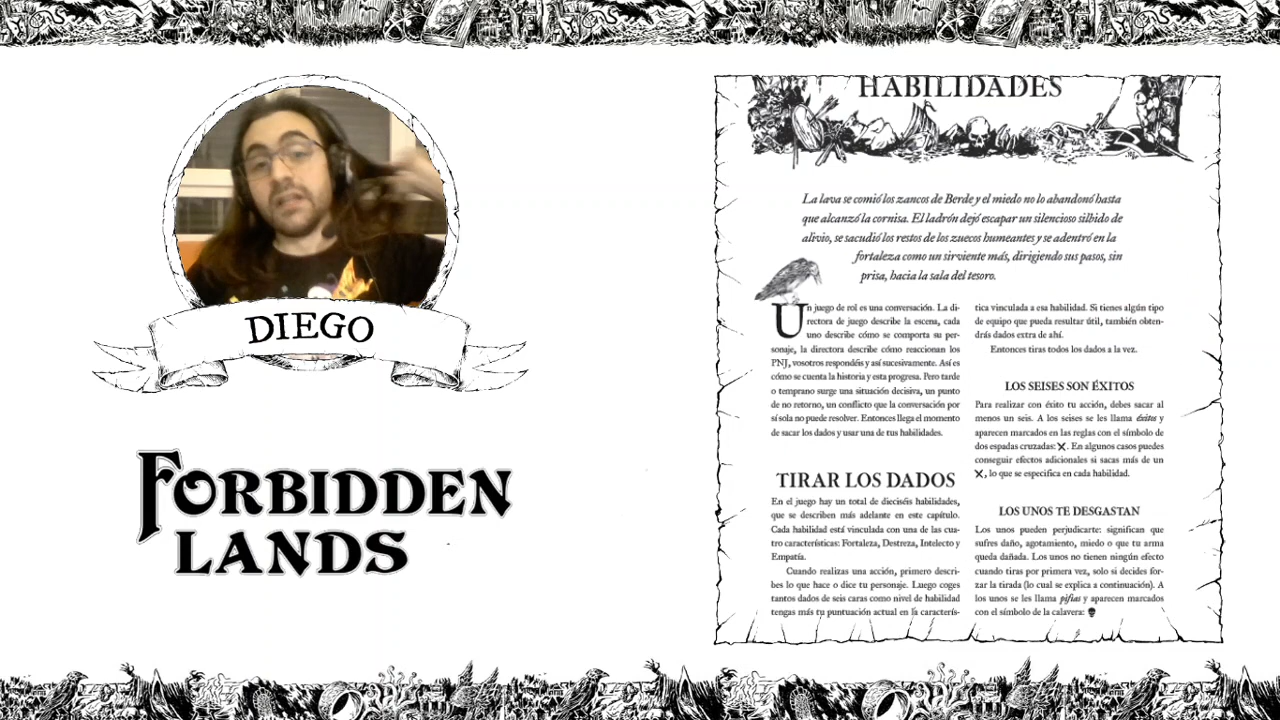 DIEGO
FORBIDDEN
LANDS
HABILIDADES
La lava se comió los zancos de Berde y el miedo no lo abandonó hasta
que alcanzó la cornisa. El ladrón dejó escapar un silencioso silbido de
alivio, se sacudió los restos de los zuecos humeantes y se adentró en la
fortaleza como un sirviente más, dirigiendo sus pasos, sin
prisa, hacia la sala del tesoro.
Un juego de rol es una conversación. La di-
rectora de juego describe la escena, cada
uno describe cómo se comporta su per-
sonaje, la directora describe cómo reaccionan los
PNJ, vosotros respondéis y así sucesivamente. Así es
cómo se cuenta la historia y esta progresa. Pero tarde
o temprano surge una situación decisiva, un punto
de no retorno, un conflicto que la conversación por
sí sola no puede resolver. Entonces llega el momento
de sacar los dados y usar una de tus habilidades.
TIRAR LOS DADOS
En el juego hay un total de dieciséis habilidades,
que se describen más adelante en este capítulo.
Cada habilidad está vinculada con una de las cua-
tro características: Fortaleza, Destreza, Intelecto y
Empatía.
Cuando realizas una acción, primero descri-
bes lo que hace o dice tu personaje. Luego coges
tantos dados de seis caras como nivel de habilidad
tengas más tu puntuación actual en la caracterís-
tica vinculada a esa habilidad. Si tienes algún tipo
de equipo que pueda resultar útil, también obten-
drás dados extra de ahí.
Entonces tiras todos los dados a la vez.
LOS SEISES SON ÉXITOS
Para realizar con éxito tu acción, debes sacar al
menos un seis. A los seises se les llama éxitos y
aparecen marcados en las reglas con el símbolo de
dos espadas cruzadas: ⚔. En algunos casos puedes
conseguir efectos adicionales si sacas más de un
⚔, lo que se especifica en cada habilidad.
LOS UNOS TE DESGASTAN
Los unos pueden perjudicarte: significan que
sufres daño, agotamiento, miedo o que tu arma
queda dañada. Los unos no tienen ningún efecto
cuando tiras por primera vez, solo si decides for-
zar la tirada (lo cual se explica a continuación). A
los unos se les llama pifias y aparecen marcados
con el símbolo de la calavera: 💀